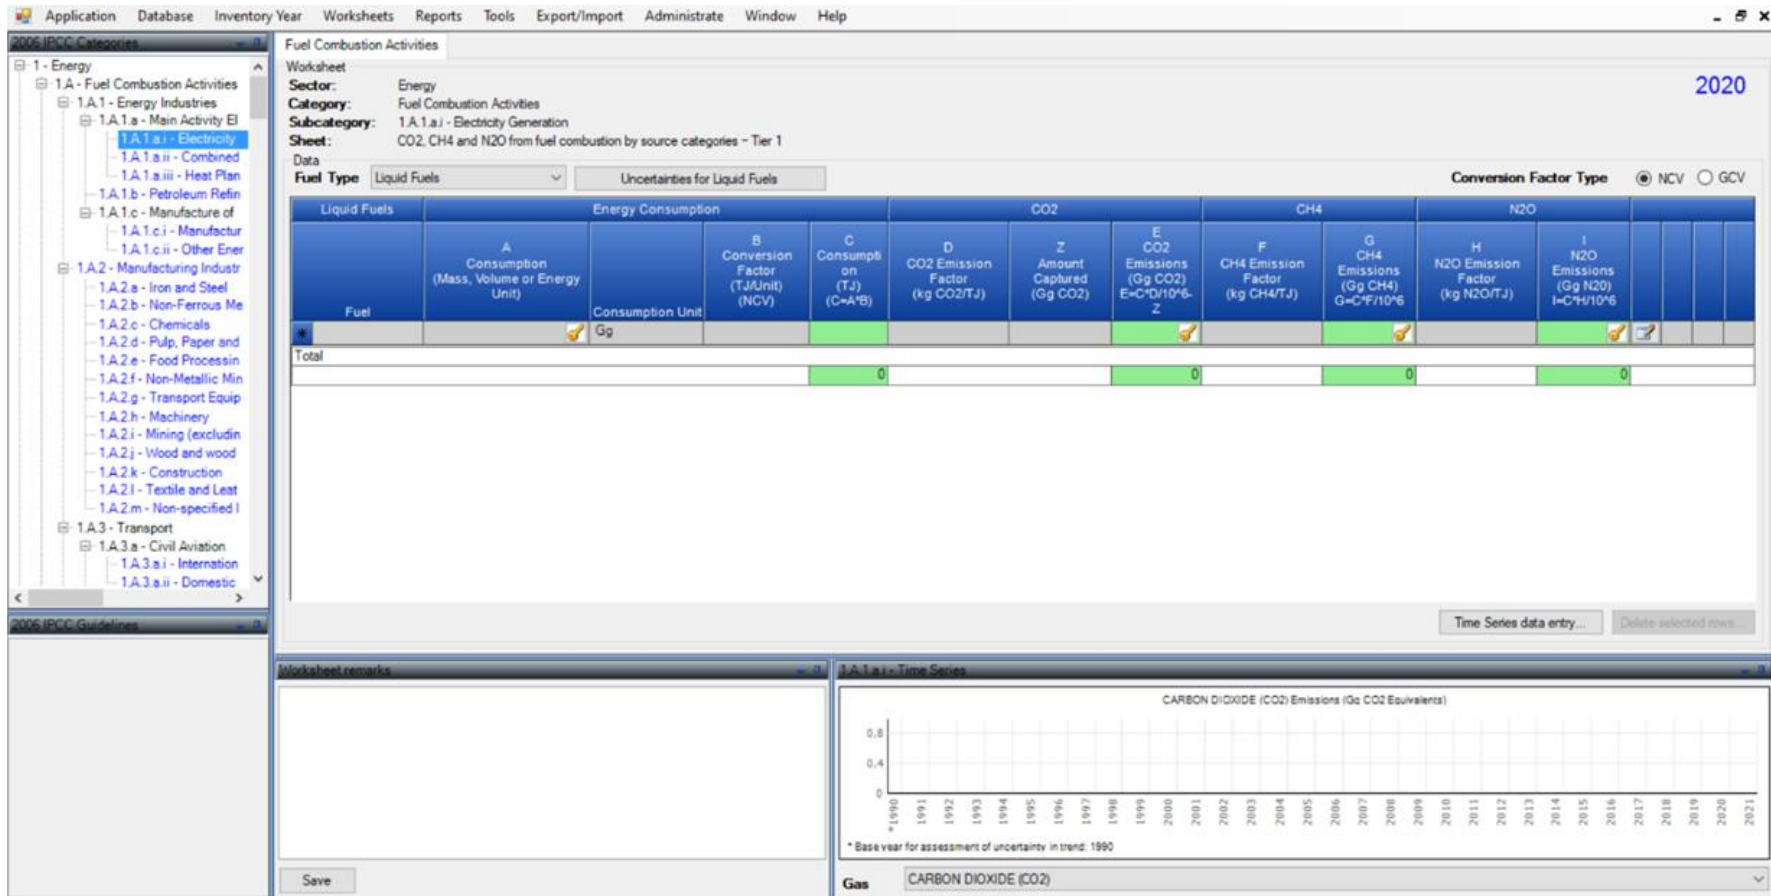 Application Database Inventory Year Worksheets Reports Tools Export/Import Administrate Window Help
2006 IPCC Categories
1 - Energy
1.A - Fuel Combustion Activities
1.A.1 - Energy Industries
1.A.1.a - Main Activity El
1.A.1.a.i - Electricity
1.A.1.a.ii - Combined
1.A.1.a.iii - Heat Plan
1.A.1.b - Petroleum Refin
1.A.1.c - Manufacture of
1.A.1.c.i - Manufactur
1.A.1.c.ii - Other Ener
1.A.2 - Manufacturing Industr
1.A.2.a - Iron and Steel
1.A.2.b - Non-Ferrous Me
1.A.2.c - Chemicals
1.A.2.d - Pulp, Paper and
1.A.2.e - Food Processin
1.A.2.f - Non-Metallic Min
1.A.2.g - Transport Equip
1.A.2.h - Machinery
1.A.2.i - Mining (excludin
1.A.2.j - Wood and wood
1.A.2.k - Construction
1.A.2.l - Textile and Leat
1.A.2.m - Non-specified I
1.A.3 - Transport
1.A.3.a - Civil Aviation
1.A.3.a.i - Internation
1.A.3.a.ii - Domestic
2006 IPCC Guidelines
Fuel Combustion Activities
Worksheet
Sector: Energy
2020
Category: Fuel Combustion Activities
Subcategory: 1.A.1.a.i - Electricity Generation
Sheet: CO2, CH4 and N2O from fuel combustion by source categories – Tier 1
Data
Fuel Type Liquid Fuels Uncertainties for Liquid Fuels Conversion Factor Type NCV GCV
Liquid Fuels Energy Consumption CO2 CH4 N2O
Fuel
A
Consumption
(Mass, Volume or Energy
Unit)
Consumption Unit
B
Conversion
Factor
(TJ/Unit)
(NCV)
C
Consumpti
on
(TJ)
(C=A*B)
D
CO2 Emission
Factor
(kg CO2/TJ)
Z
Amount
Captured
(Gg CO2)
E
CO2
Emissions
(Gg CO2)
E=C*D/10^6-
Z
F
CH4 Emission
Factor
(kg CH4/TJ)
G
CH4
Emissions
(Gg CH4)
G=C*F/10^6
H
N2O Emission
Factor
(kg N2O/TJ)
I
N2O
Emissions
(Gg N2O)
I=C*H/10^6
* Gg
Total
0 0 0 0
Time Series data entry... Delete selected rows...
Worksheet remarks
Save
1.A.1.a.i - Time Series
CARBON DIOXIDE (CO2) Emissions (Gg CO2 Equivalents)
0.8
0.4
0
*1990 1991 1992 1993 1994 1995 1996 1997 1998 1999 2000 2001 2002 2003 2004 2005 2006 2007 2008 2009 2010 2011 2012 2013 2014 2015 2016 2017 2018 2019 2020 2021
* Base year for assessment of uncertainty in trend: 1990
Gas CARBON DIOXIDE (CO2)